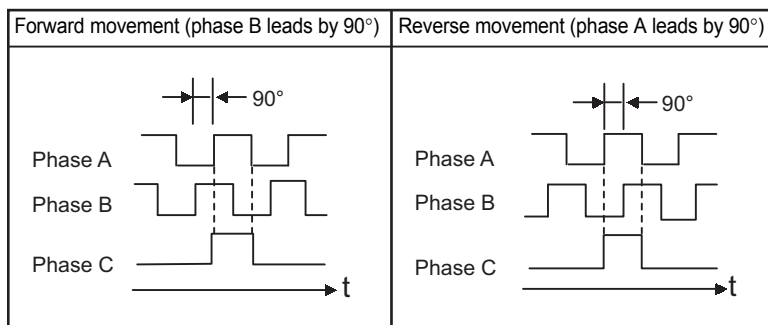 Forward movement (phase B leads by 90°)
90°
Phase A
Phase B
Phase C
t
Reverse movement (phase A leads by 90°)
90°
Phase A
Phase B
Phase C
t